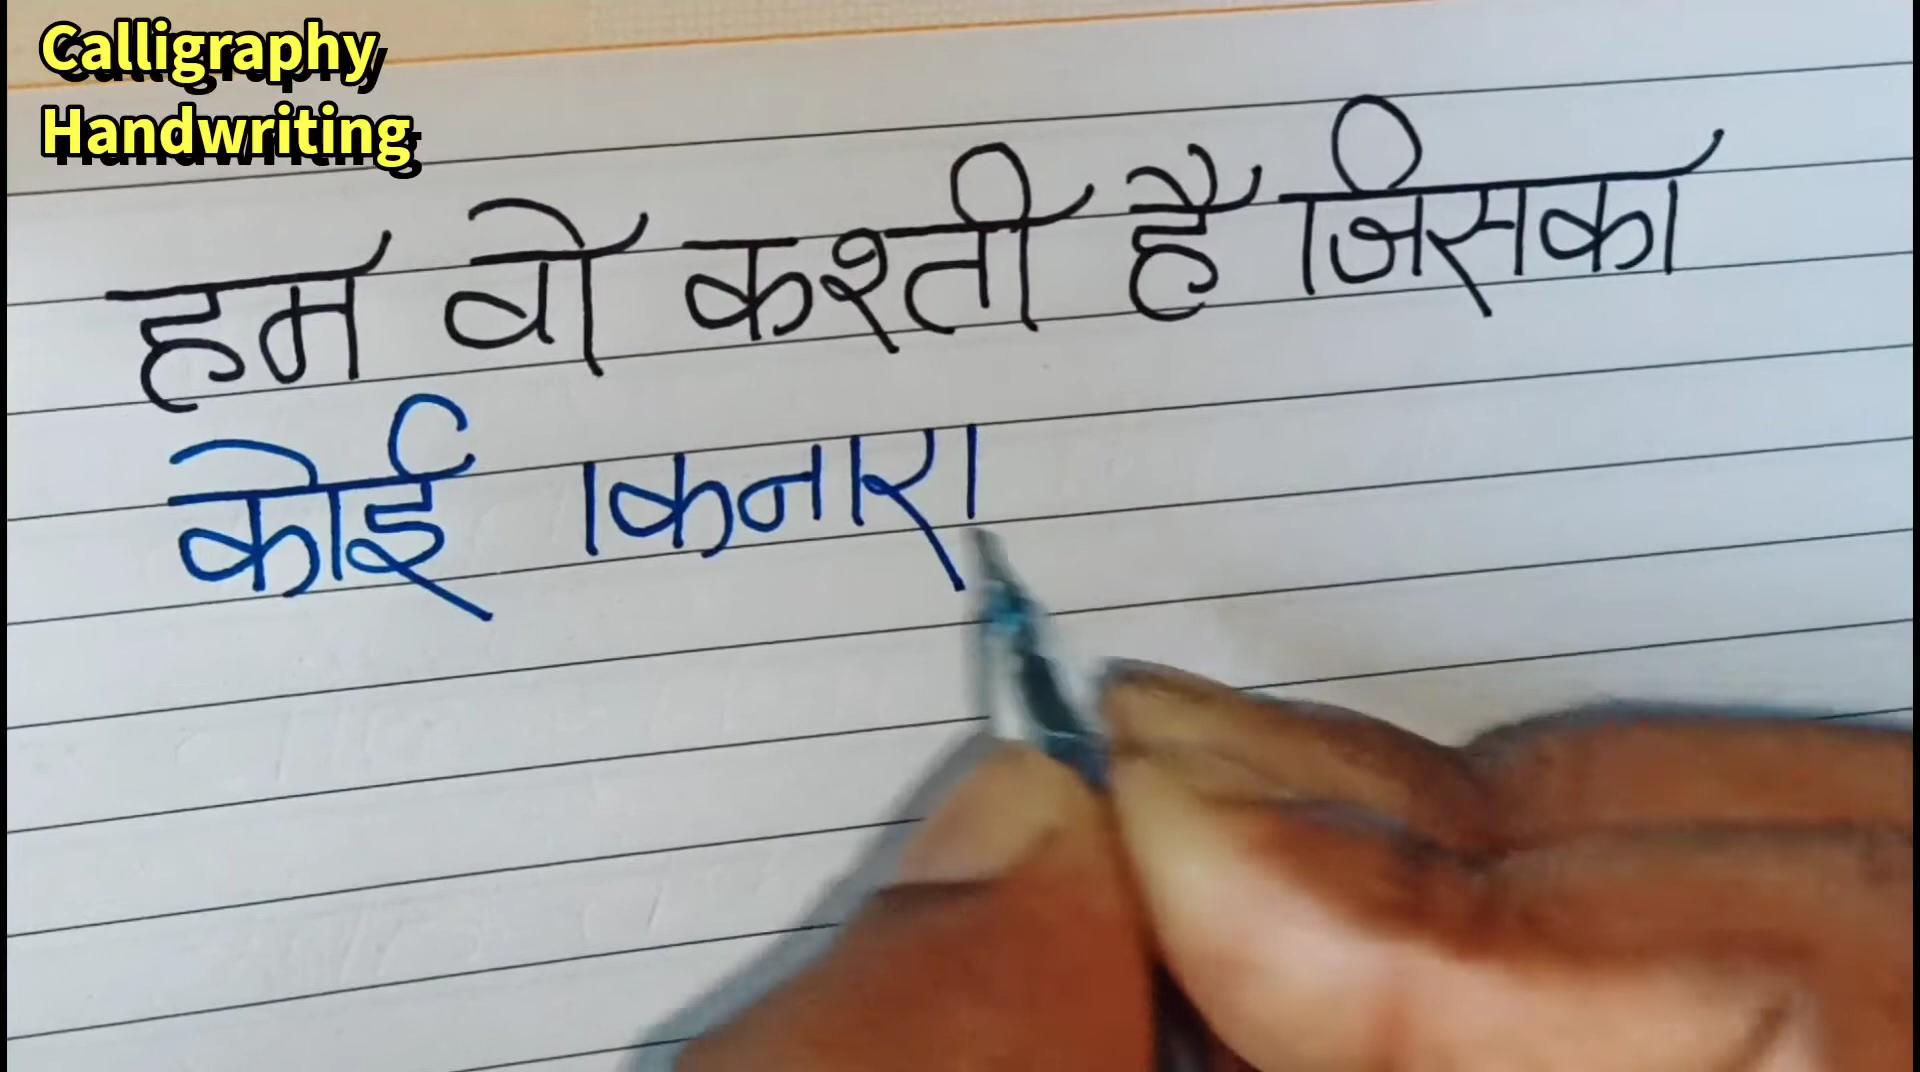 Calligraphy
Handwriting
हम वो कश्ती है जिसका
कोई किनारा